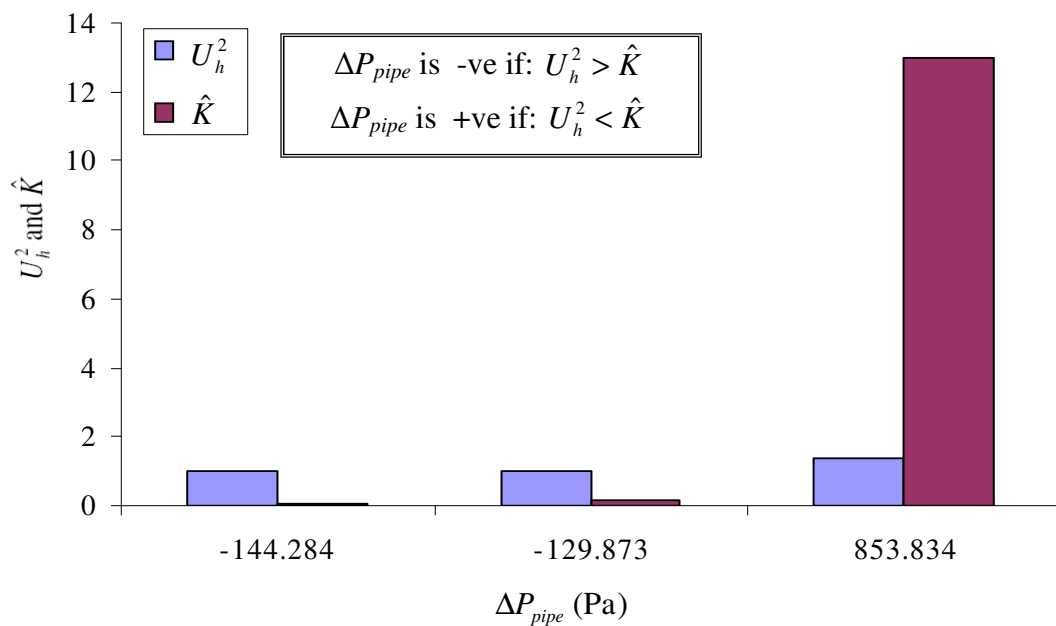 14
12
10
8
6
4
2
0
U_h^2 and K̂
U_h^2
K̂
ΔP_pipe is -ve if: U_h^2 > K̂
ΔP_pipe is +ve if: U_h^2 < K̂
-144.284 -129.873 853.834
ΔP_pipe (Pa)